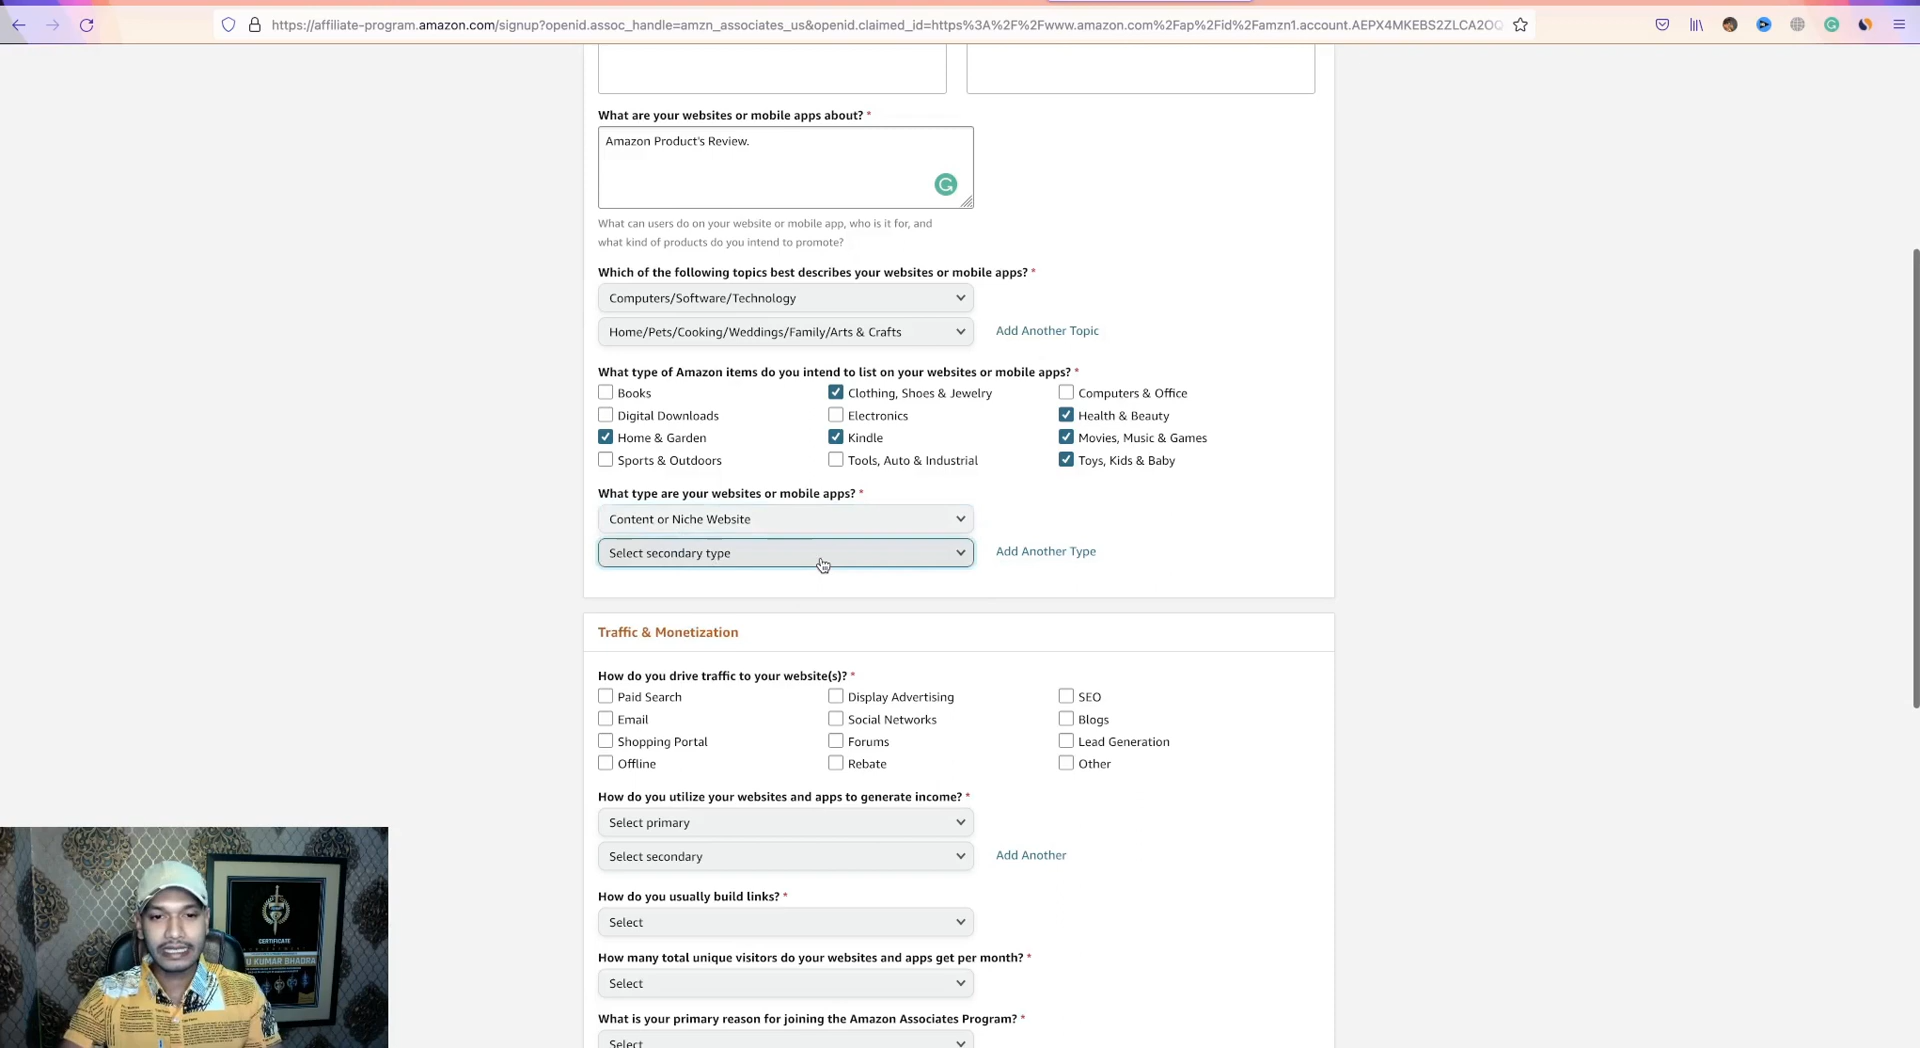 https://affiliate-program.amazon.com/signup?openid.assoc_handle=amzn_associates_us&openid.claimed_id=https%3A%2F%2Fwww.amazon.com%2Fap%2Fid%2Famzn1.account.AEPX4MKEBS2ZLCA2OQ
What are your websites or mobile apps about? *
Amazon Product's Review.
What can users do on your website or mobile app, who is it for, and
what kind of products do you intend to promote?
Which of the following topics best describes your websites or mobile apps? *
Computers/Software/Technology
Home/Pets/Cooking/Weddings/Family/Arts & Crafts Add Another Topic
What type of Amazon items do you intend to list on your websites or mobile apps? *
Books Clothing, Shoes & Jewelry Computers & Office
Digital Downloads Electronics Health & Beauty
Home & Garden Kindle Movies, Music & Games
Sports & Outdoors Tools, Auto & Industrial Toys, Kids & Baby
What type are your websites or mobile apps? *
Content or Niche Website
Select secondary type Add Another Type
Traffic & Monetization
How do you drive traffic to your website(s)? *
Paid Search Display Advertising SEO
Email Social Networks Blogs
Shopping Portal Forums Lead Generation
Offline Rebate Other
How do you utilize your websites and apps to generate income? *
Select primary
Select secondary Add Another
How do you usually build links? *
Select
How many total unique visitors do your websites and apps get per month? *
Select
What is your primary reason for joining the Amazon Associates Program? *
Select
CERTIFICATE
U KUMAR BHADRA